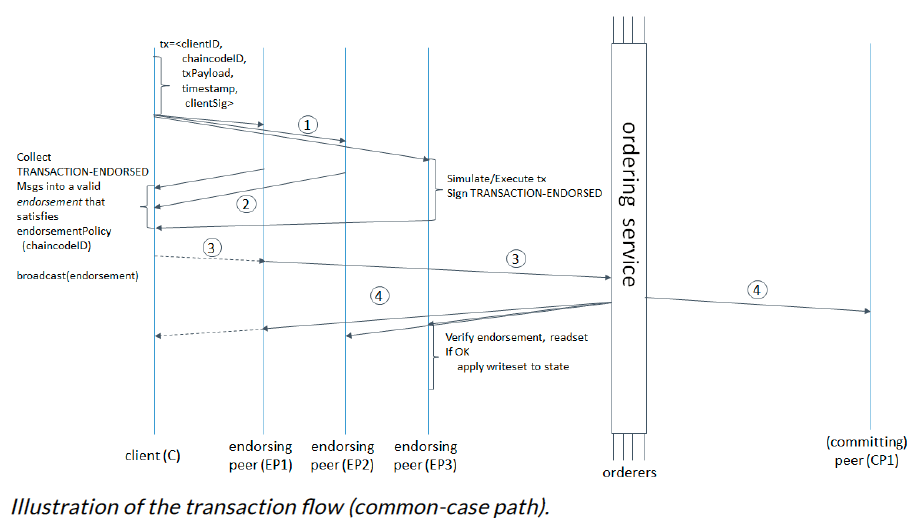 tx=<clientID,
chaincodeID,
txPayload,
timestamp,
clientSig>
1
Collect
TRANSACTION-ENDORSED
Msgs into a valid
endorsement that
satisfies
endorsementPolicy
(chaincodeID)
2
Simulate/Execute tx
Sign TRANSACTION-ENDORSED
ordering service
3
3
broadcast(endorsement)
4
4
Verify endorsement, readset
If OK
apply writeset to state
client (C)
endorsing
peer (EP1)
endorsing
peer (EP2)
endorsing
peer (EP3)
orderers
(committing)
peer (CP1)
Illustration of the transaction flow (common-case path).